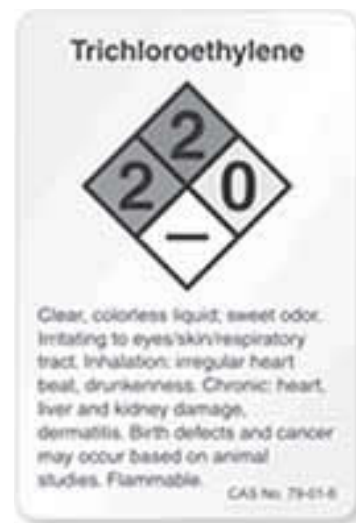 Trichloroethylene
2
2 0
–
Clear, colorless liquid; sweet odor.
Irritating to eyes/skin/respiratory
tract. Inhalation: irregular heart
beat, drunkenness. Chronic: heart,
liver and kidney damage,
dermatitis. Birth defects and cancer
may occur based on animal
studies. Flammable.
CAS No. 79-01-6